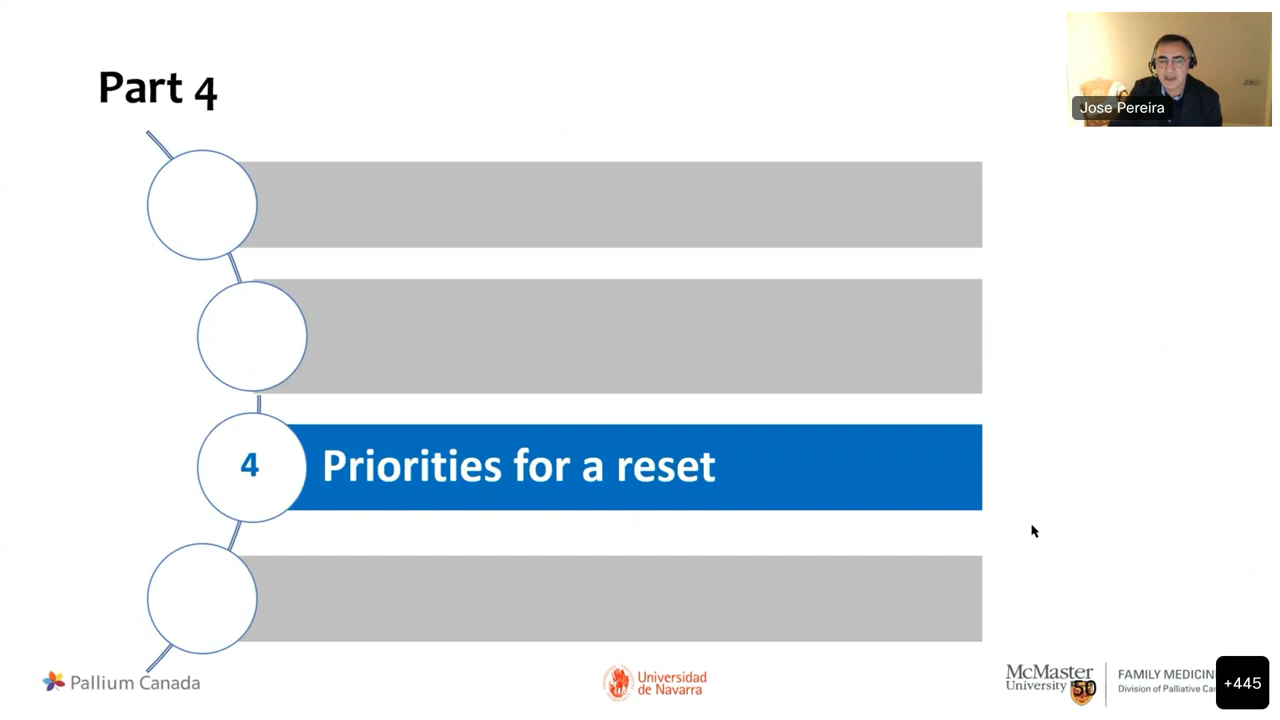 Part 4
Jose Pereira
4 Priorities for a reset
Pallium Canada
Universidad
de Navarra
McMaster
University
50
FAMILY MEDICIN
Division of Palliative Car
+445